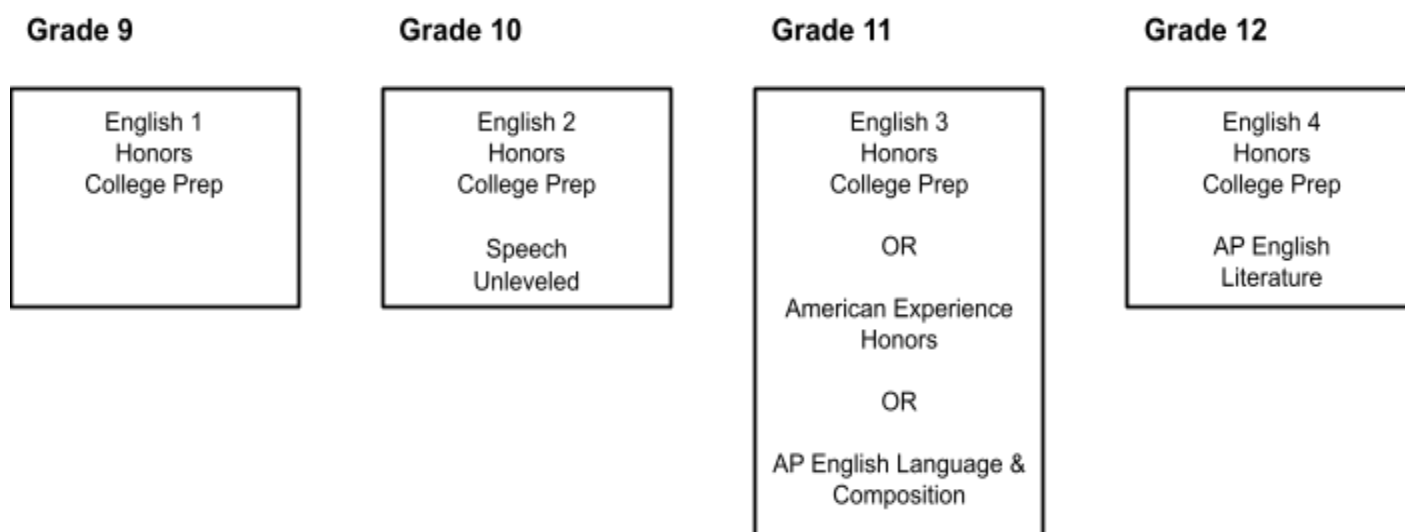 Grade 9
English 1
Honors
College Prep
Grade 10
English 2
Honors
College Prep
Speech
Unleveled
Grade 11
English 3
Honors
College Prep
OR
American Experience
Honors
OR
AP English Language &
Composition
Grade 12
English 4
Honors
College Prep
AP English
Literature